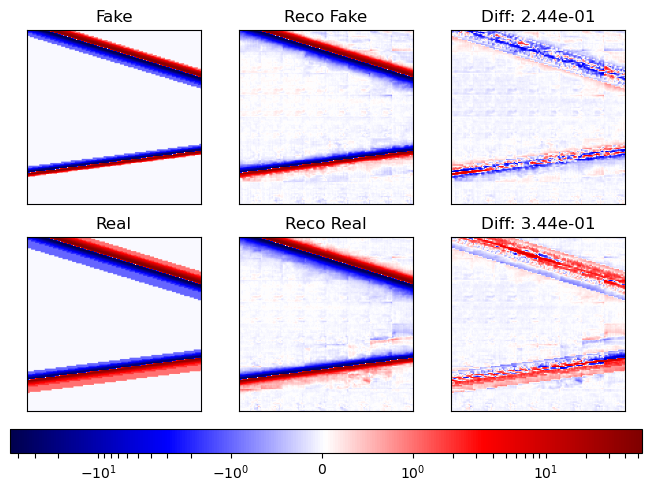 Fake Reco Fake Diff: 2.44e-01
Real Reco Real Diff: 3.44e-01
−10¹ −10⁰ 0 10⁰ 10¹